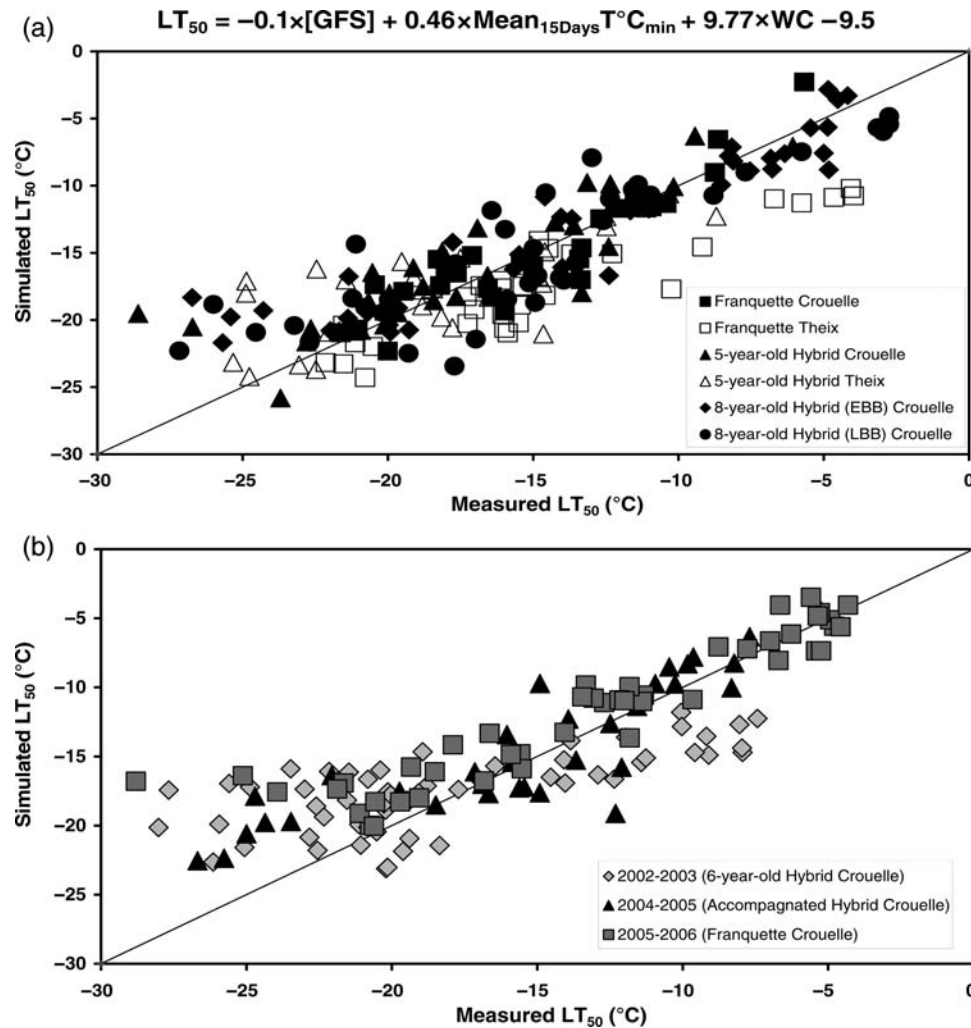 LT50 = −0.1×[GFS] + 0.46×Mean15DaysT°Cmin + 9.77×WC −9.5
(a)
0
−5
−10
−15
−20
−25
−30
Simulated LT50 (°C)
Franquette Crouelle
Franquette Theix
5-year-old Hybrid Crouelle
5-year-old Hybrid Theix
8-year-old Hybrid (EBB) Crouelle
8-year-old Hybrid (LBB) Crouelle
−30 −25 −20 −15 −10 −5 0
Measured LT50 (°C)
(b)
0
−5
−10
−15
−20
−25
−30
Simulated LT50 (°C)
2002-2003 (6-year-old Hybrid Crouelle)
2004-2005 (Accompagnated Hybrid Crouelle)
2005-2006 (Franquette Crouelle)
−30 −25 −20 −15 −10 −5 0
Measured LT50 (°C)